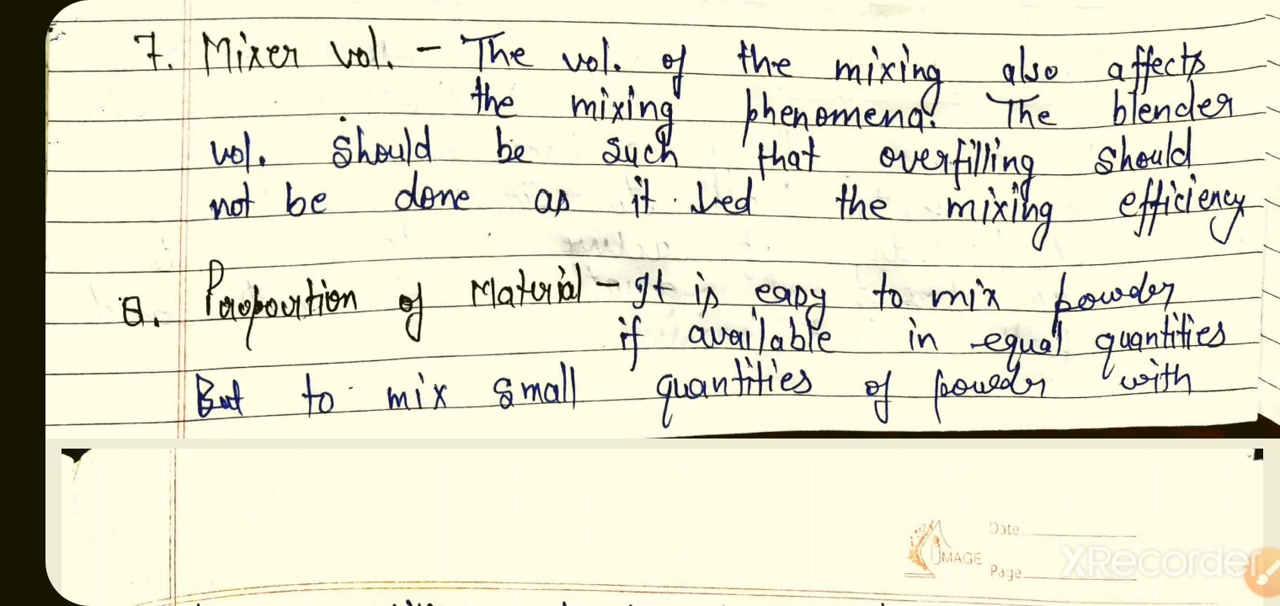 7. Mixer vol. - The vol. of the mixing also affects
the mixing phenomena. The blender
vol. should be such that overfilling should
not be done as it the mixing efficiency
8. Proportion of Material - It is easy to mix powder
if available in equal quantities
But to mix small quantities of powder with
Date
IMAGE
Page
XRecorder